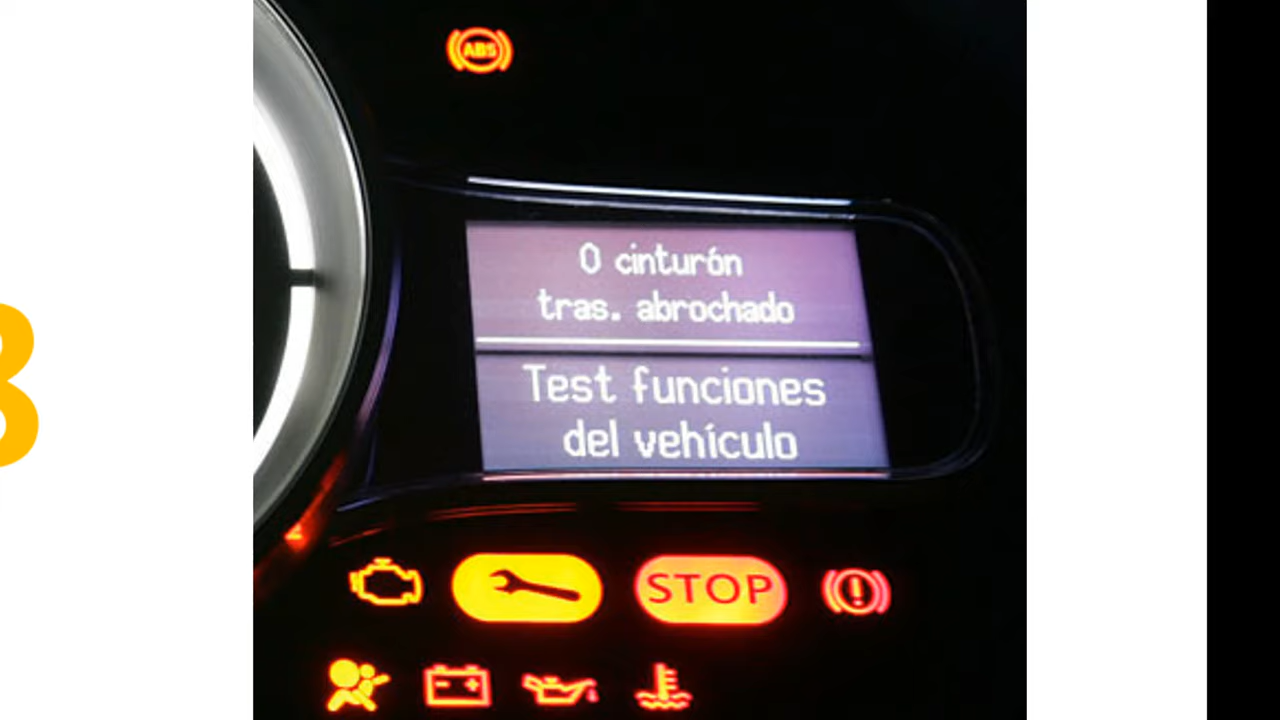 ABS
0 cinturón
tras. abrochado
Test funciones
del vehículo
STOP